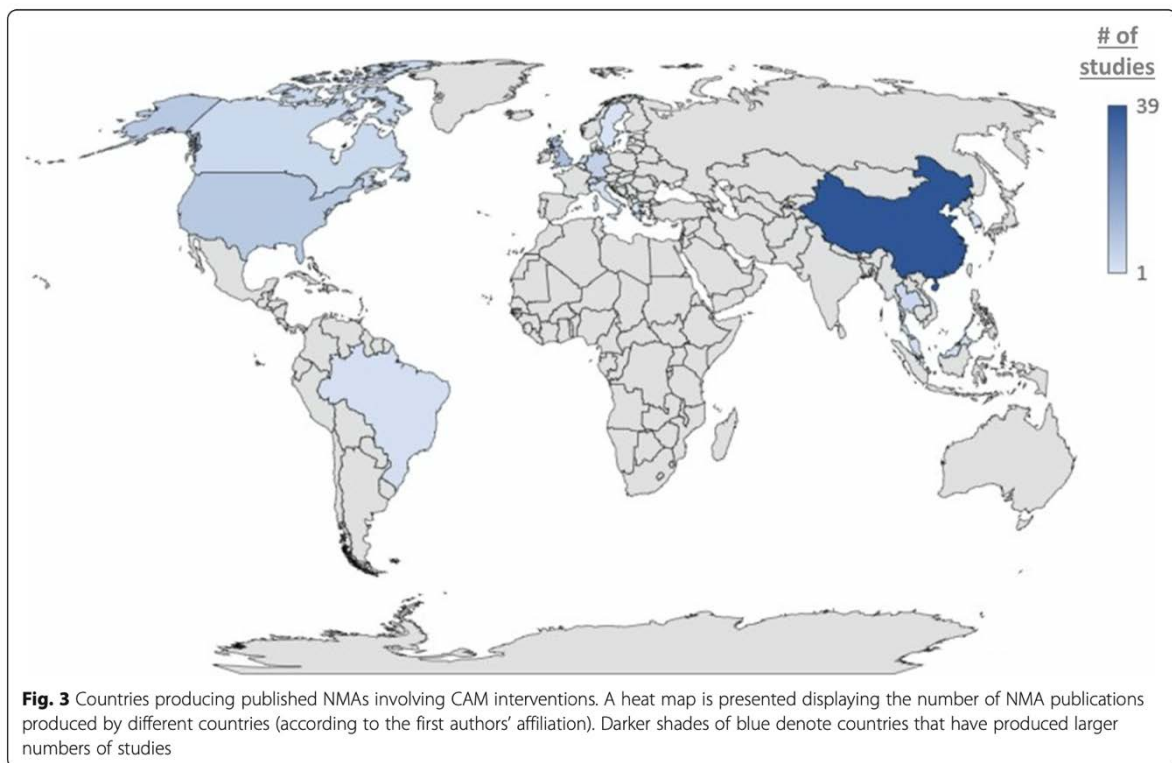 # of
studies
39
1
Fig. 3 Countries producing published NMAs involving CAM interventions. A heat map is presented displaying the number of NMA publications
produced by different countries (according to the first authors’ affiliation). Darker shades of blue denote countries that have produced larger
numbers of studies